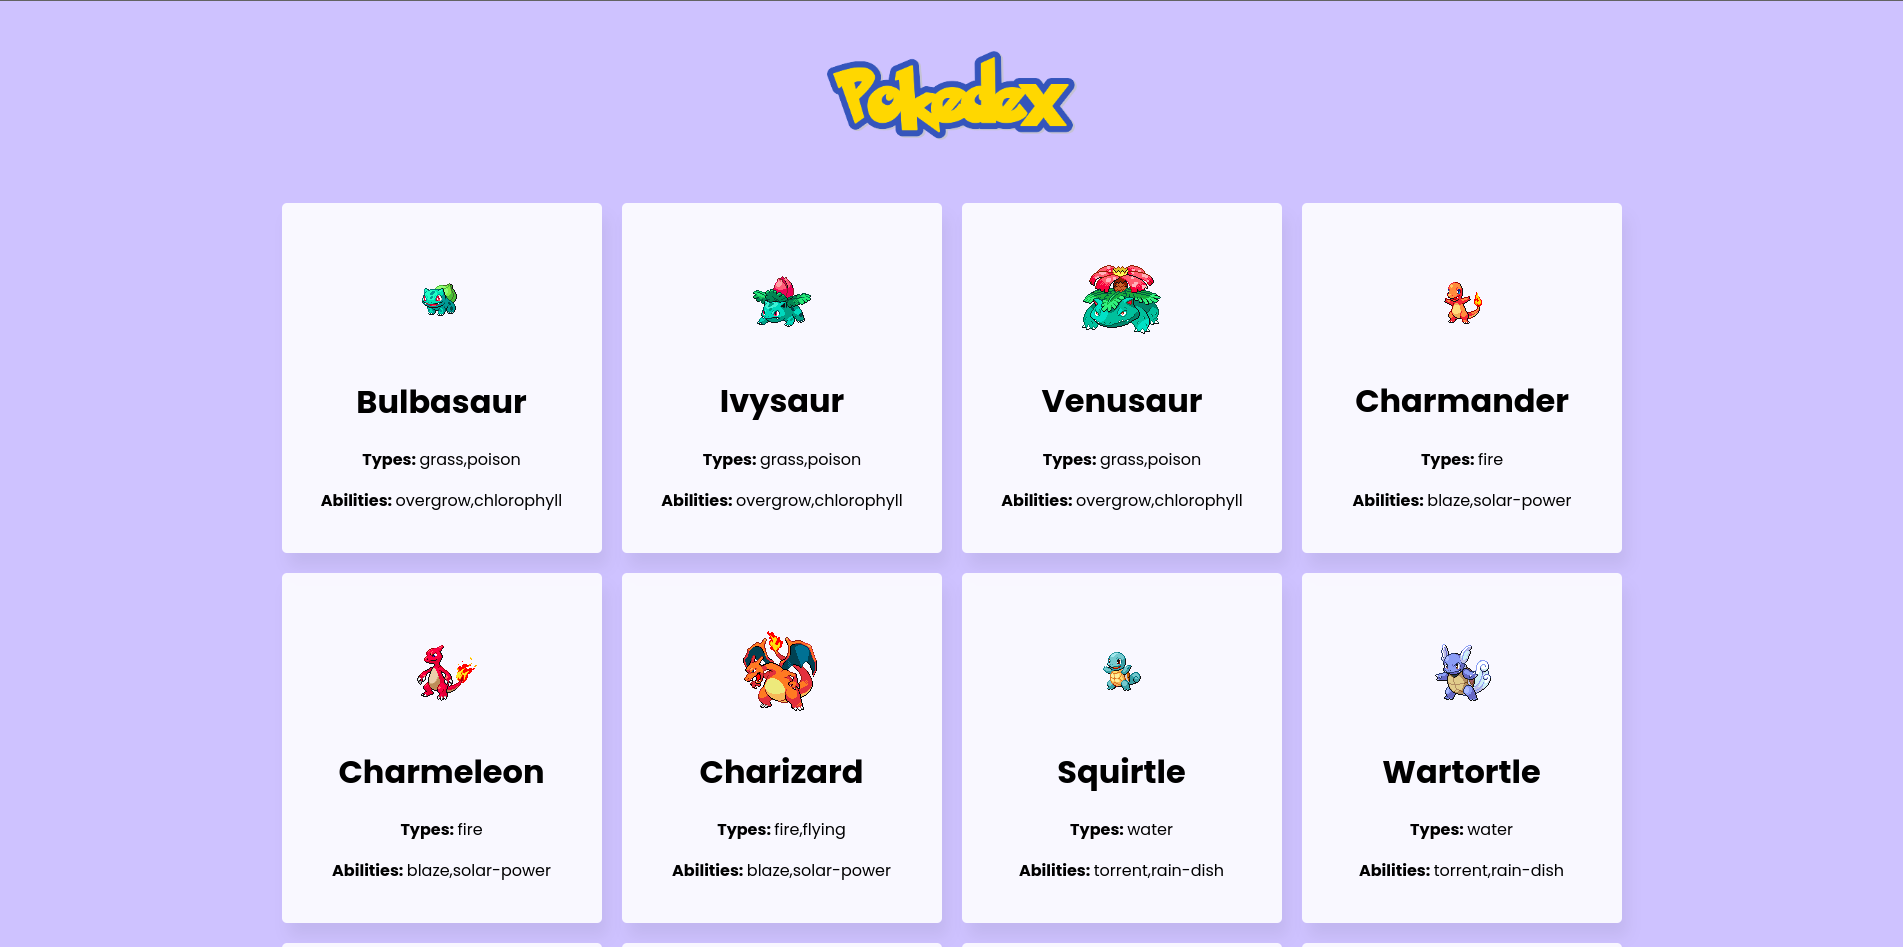 Pokedex
Bulbasaur
Types: grass,poison
Abilities: overgrow,chlorophyll
Ivysaur
Types: grass,poison
Abilities: overgrow,chlorophyll
Venusaur
Types: grass,poison
Abilities: overgrow,chlorophyll
Charmander
Types: fire
Abilities: blaze,solar-power
Charmeleon
Types: fire
Abilities: blaze,solar-power
Charizard
Types: fire,flying
Abilities: blaze,solar-power
Squirtle
Types: water
Abilities: torrent,rain-dish
Wartortle
Types: water
Abilities: torrent,rain-dish